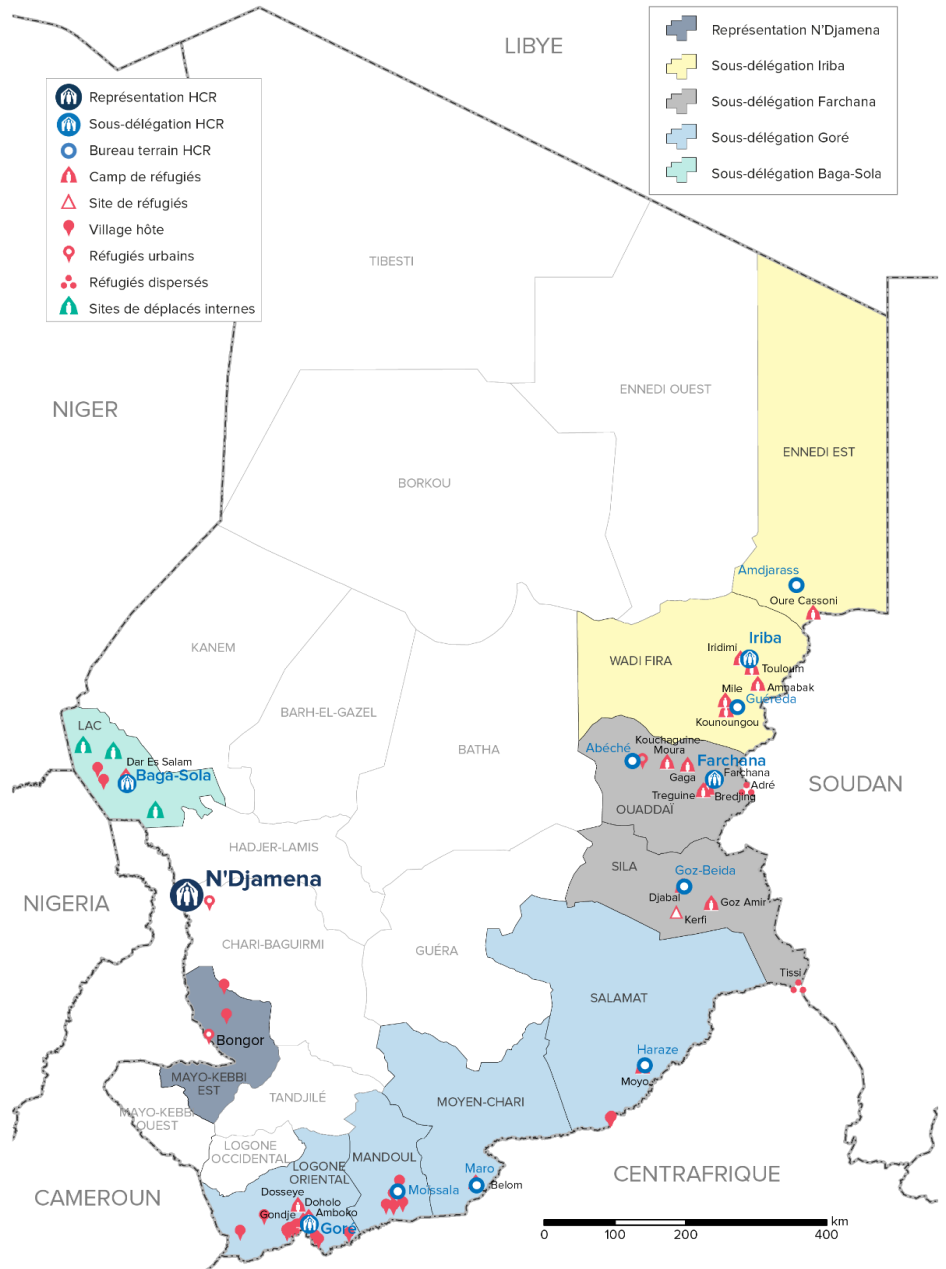 LIBYE
Représentation N'Djamena
Sous-délégation Iriba
Sous-délégation Farchana
Sous-délégation Goré
Sous-délégation Baga-Sola
Représentation HCR
Sous-délégation HCR
Bureau terrain HCR
Camp de réfugiés
Site de réfugiés
Village hôte
Réfugiés urbains
Réfugiés dispersés
Sites de déplacés internes
TIBESTI
ENNEDI OUEST
NIGER
ENNEDI EST
BORKOU
Amdjarass
Oure Cassoni
Iriba
KANEM
Iridimi
WADI FIRA
Touloum
Amnabak
Mile
Guéréda
BARH-EL-GAZEL
Kounoungou
LAC
BATHA
Kouchaguine
Moura
Abéché
Farchana
Dar Es Salam
Baga-Sola
Gaga
Farchana
SOUDAN
Adré
Treguine
Bredjing
OUADDAÏ
HADJER-LAMIS
SILA
N'Djamena
Goz-Beida
Djabal
Goz Amir
NIGERIA
Kerfi
CHARI-BAGUIRMI
GUÉRA
Tissi
SALAMAT
Bongor
Haraze
MAYO-KEBBI
EST
Moyo
TANDJILÉ
MOYEN-CHARI
MAYO-KEBBI
OUEST
LOGONE
OCCIDENTAL
MANDOUL
LOGONE
ORIENTAL
Maro
CENTRAFRIQUE
Belom
CAMEROUN
Dosseye
Moïssala
Doholo
Gondje
Amboko
Goré
km
0
100
200
400